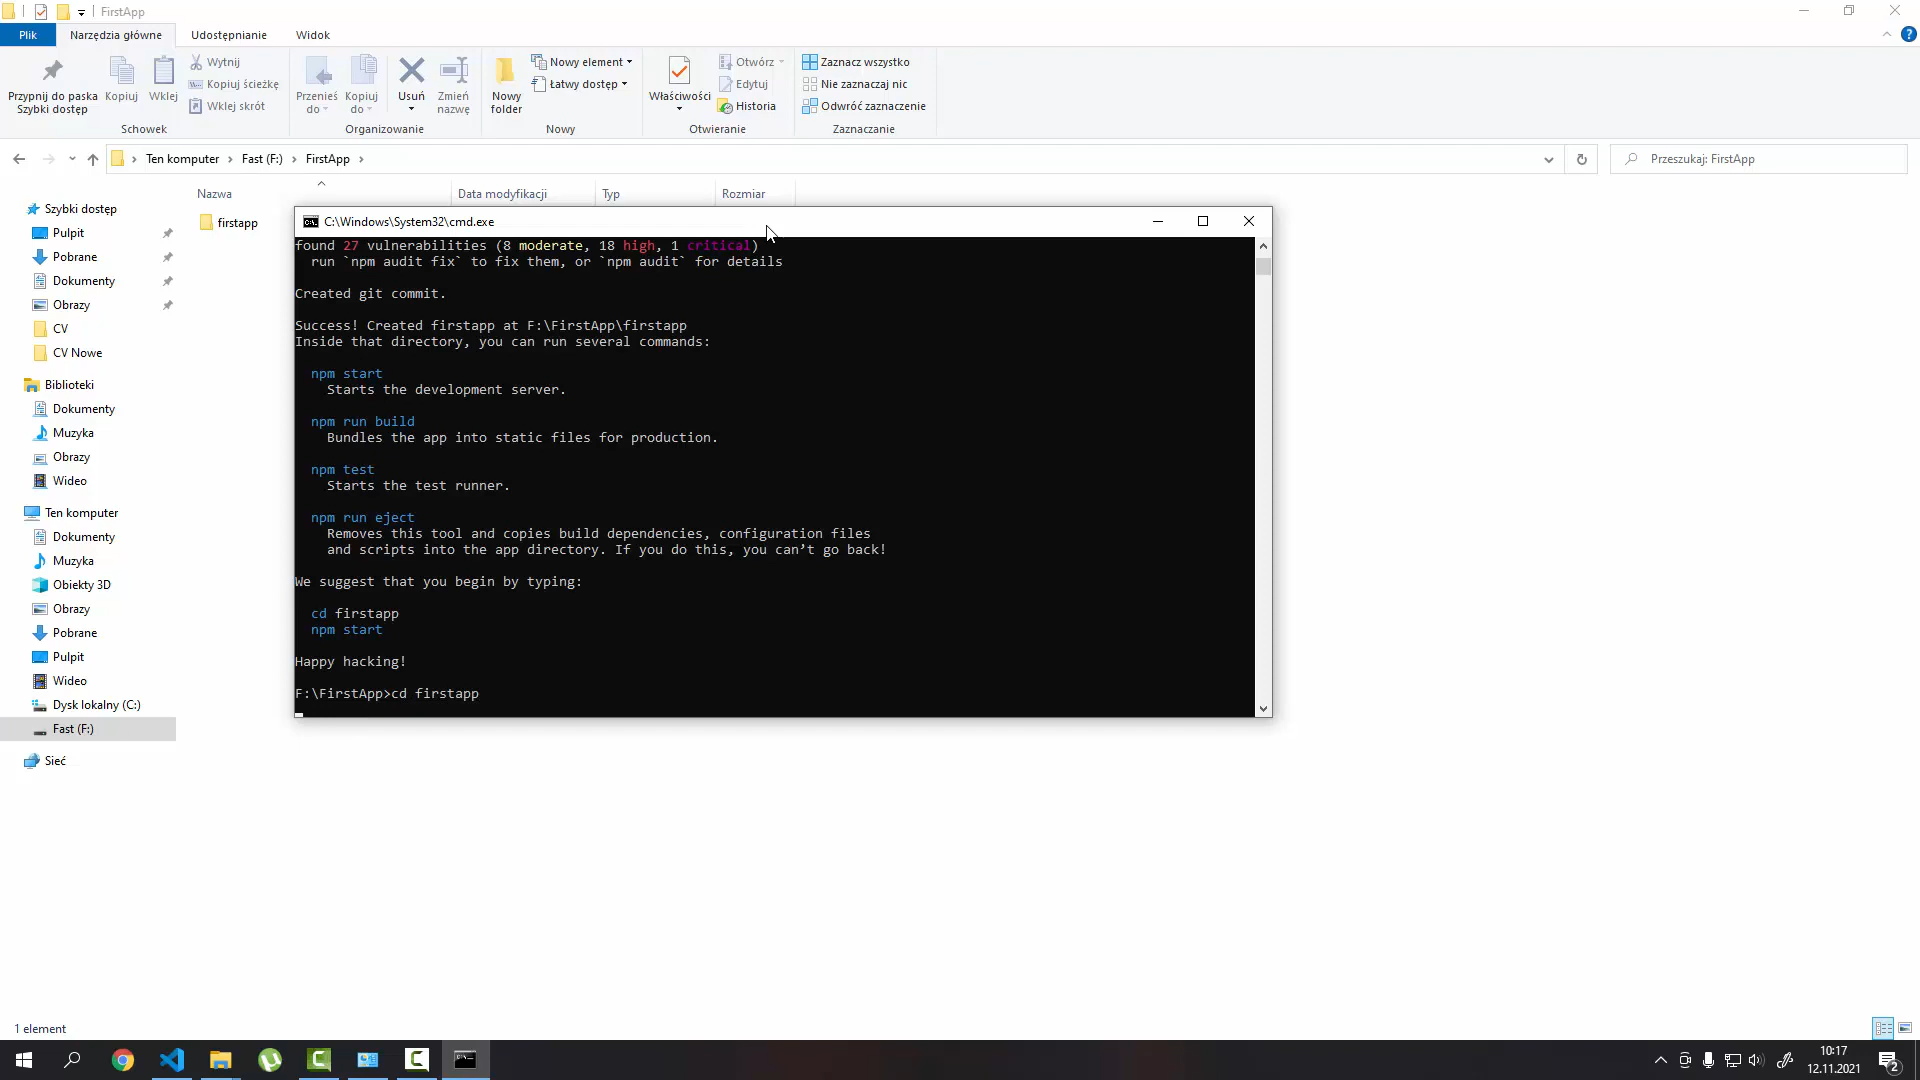 FirstApp
Plik
Narzędzia główne
Udostępnianie
Widok
Przypnij do paska Szybki dostęp
Kopiuj
Wklej
Wytnij
Kopiuj ścieżkę
Wklej skrót
Schowek
Przenieś do
Kopiuj do
Usuń
Zmień nazwę
Organizowanie
Nowy folder
Nowy element
Łatwy dostęp
Nowy
Właściwości
Otwórz
Edytuj
Historia
Otwieranie
Zaznacz wszystko
Nie zaznaczaj nic
Odwróć zaznaczenie
Zaznaczanie
Ten komputer > Fast (F:) > FirstApp >
Przeszukaj: FirstApp
Nazwa
Data modyfikacji
Typ
Rozmiar
firstapp
Szybki dostęp
Pulpit
Pobrane
Dokumenty
Obrazy
CV
CV Nowe
Biblioteki
Dokumenty
Muzyka
Obrazy
Wideo
Ten komputer
Dokumenty
Muzyka
Obiekty 3D
Obrazy
Pobrane
Pulpit
Wideo
Dysk lokalny (C:)
Fast (F:)
Sieć
C:\Windows\System32\cmd.exe
found 27 vulnerabilities (8 moderate, 18 high, 1 critical)
run `npm audit fix` to fix them, or `npm audit` for details
Created git commit.
Success! Created firstapp at F:\FirstApp\firstapp
Inside that directory, you can run several commands:
npm start
Starts the development server.
npm run build
Bundles the app into static files for production.
npm test
Starts the test runner.
npm run eject
Removes this tool and copies build dependencies, configuration files
and scripts into the app directory. If you do this, you can’t go back!
We suggest that you begin by typing:
cd firstapp
npm start
Happy hacking!
F:\FirstApp>cd firstapp
1 element
10:17
12.11.2021
2